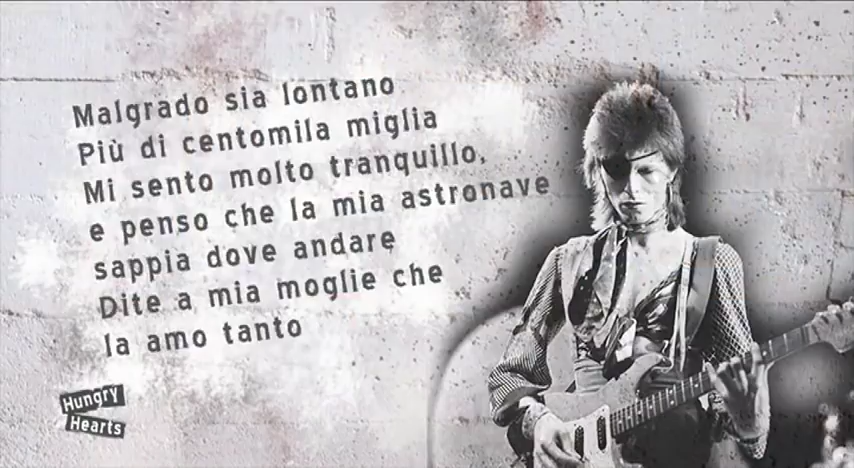 Malgrado sia lontano
Più di centomila miglia
Mi sento molto tranquillo,
e penso che la mia astronave
sappia dove andare
Dite a mia moglie che
la amo tanto
Hungry
Hearts